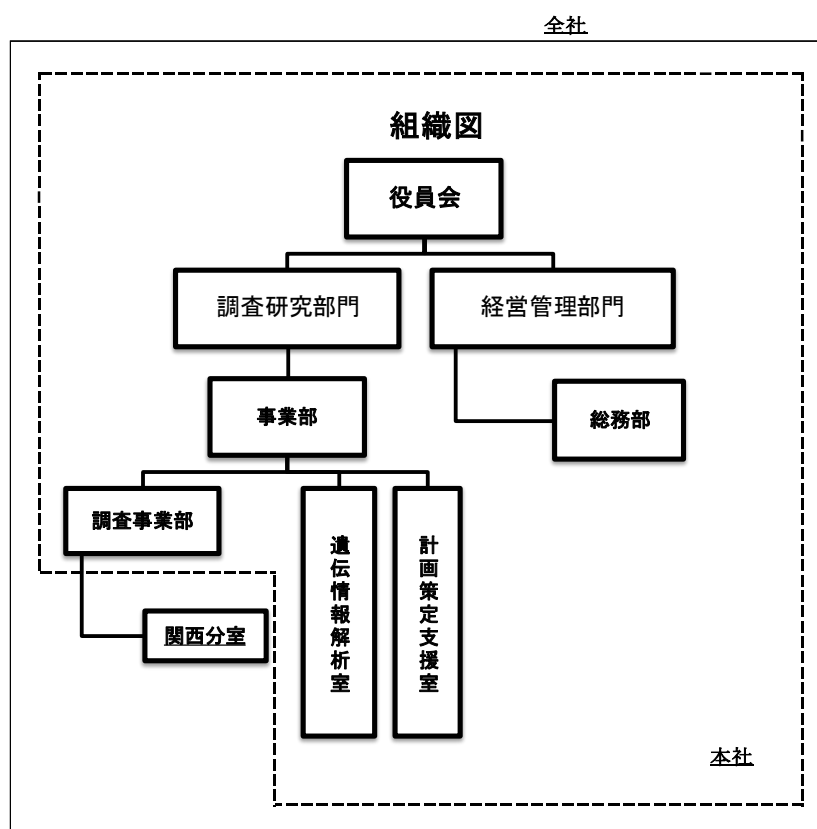 全社
組織図
役員会
調査研究部門
経営管理部門
事業部
総務部
調査事業部
遺伝情報解析室
計画策定支援室
関西分室
本社